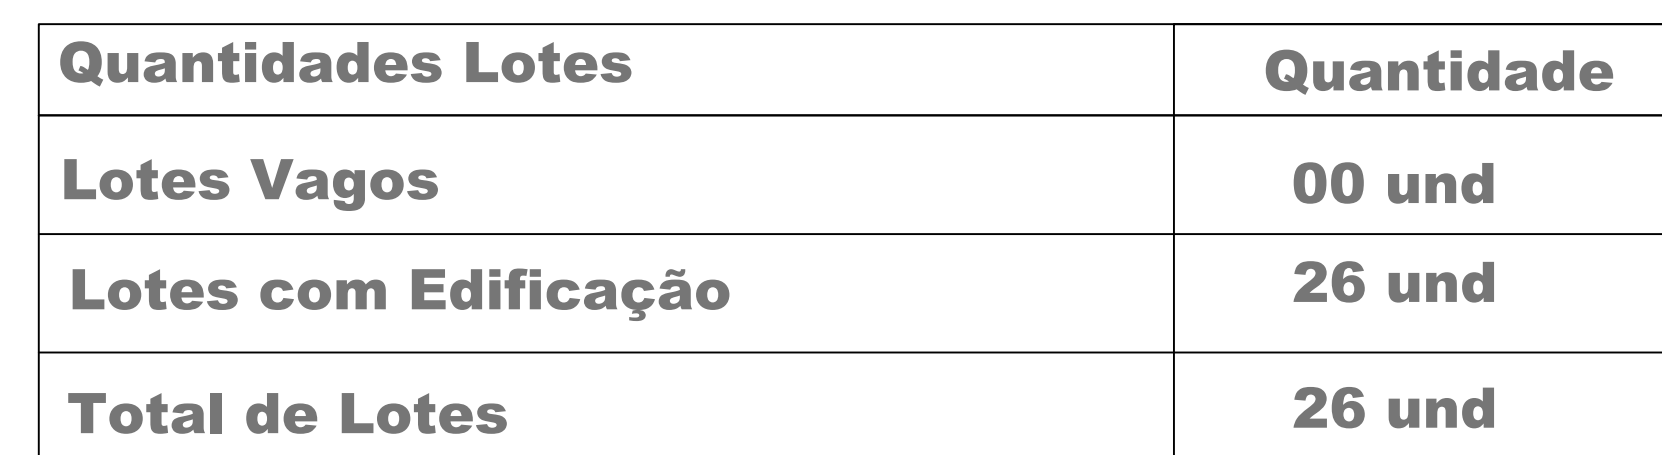 Quantidades Lotes Quantidade
Lotes Vagos 00 und
Lotes com Edificação 26 und
Total de Lotes 26 und